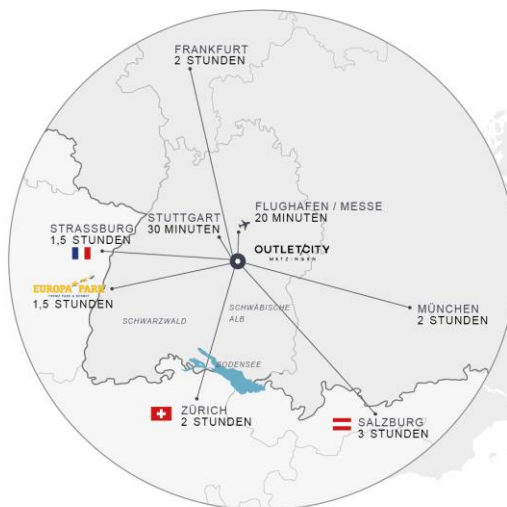 FRANKFURT
2 STUNDEN
FLUGHAFEN / MESSE
20 MINUTEN
STUTTGART
30 MINUTEN
STRASSBURG
1,5 STUNDEN
OUTLETCITY
METZINGEN
EUROPA PARK
1,5 STUNDEN
SCHWÄBISCHE
ALB
MÜNCHEN
2 STUNDEN
SCHWARZWALD
BODENSEE
ZÜRICH
2 STUNDEN
SALZBURG
3 STUNDEN